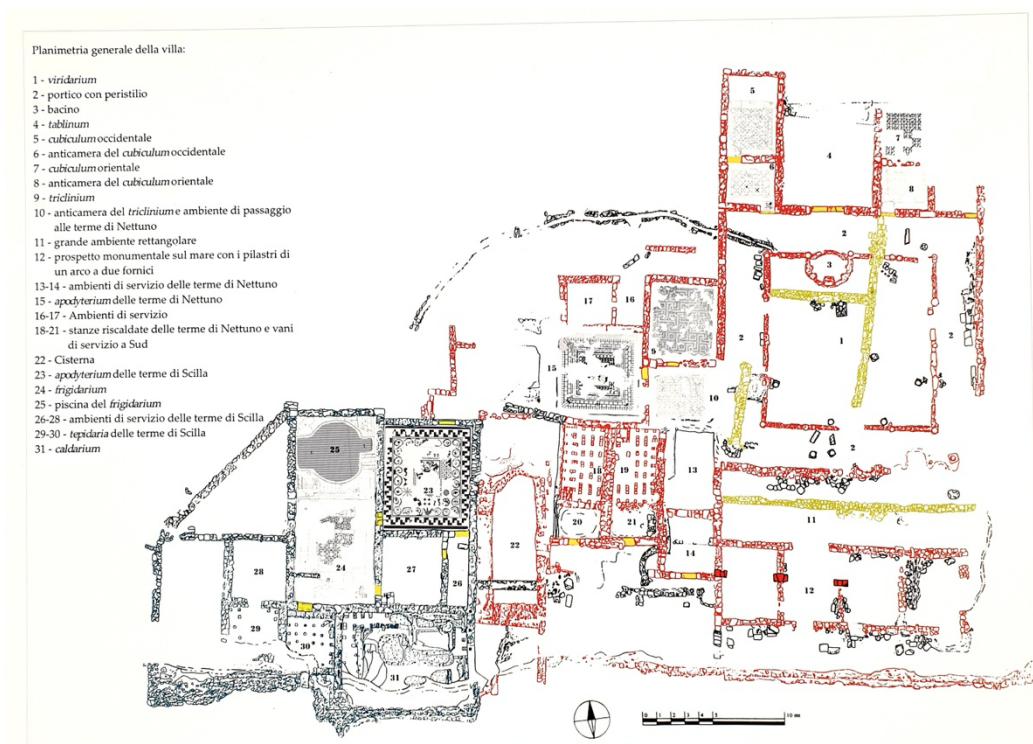 Planimetria generale della villa:
1 - viridarium
2 - portico con peristilio
3 - bacino
4 - tablinum
5 - cubiculum occidentale
6 - anticamera del cubiculum occidentale
7 - cubiculum orientale
8 - anticamera del cubiculum orientale
9 - triclinium
10 - anticamera del triclinium e ambiente di passaggio
alle terme di Nettuno
11 - grande ambiente rettangolare
12 - prospetto monumentale sul mare con i pilastri di
un arco a due fornici
13-14 - ambienti di servizio delle terme di Nettuno
15 - apodyterium delle terme di Nettuno
16-17 - Ambienti di servizio
18-21 - stanze riscaldate delle terme di Nettuno e vani
di servizio a Sud
22 - Cisterna
23 - apodyterium delle terme di Scilla
24 - frigidarium
25 - piscina del frigidarium
26-28 - ambienti di servizio delle terme di Scilla
29-30 - tepidaria delle terme di Scilla
31 - caldarium
5
4
7
6
8
2
3
17
16
9
2
1
2
15
10
2
25
23
18
19
13
20
21
11
22
14
28
24
27
26
12
29
30
31
0 1 2 3 4 5 10 m